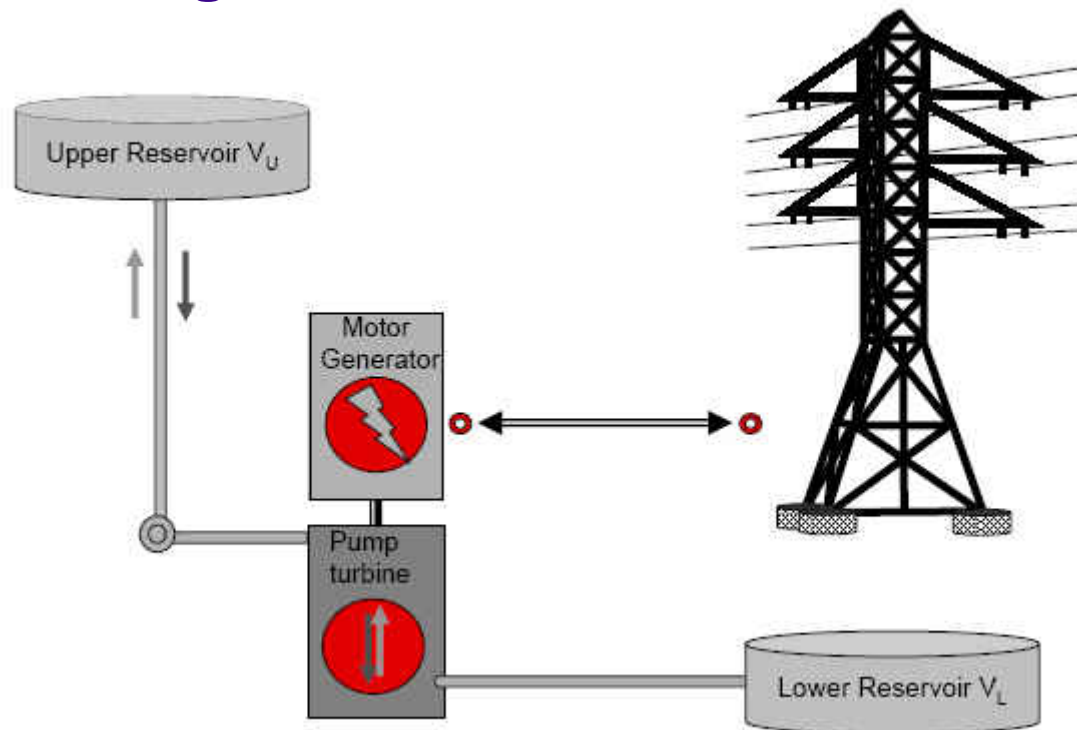 Upper Reservoir V_U
Motor
Generator
Pump
turbine
Lower Reservoir V_L